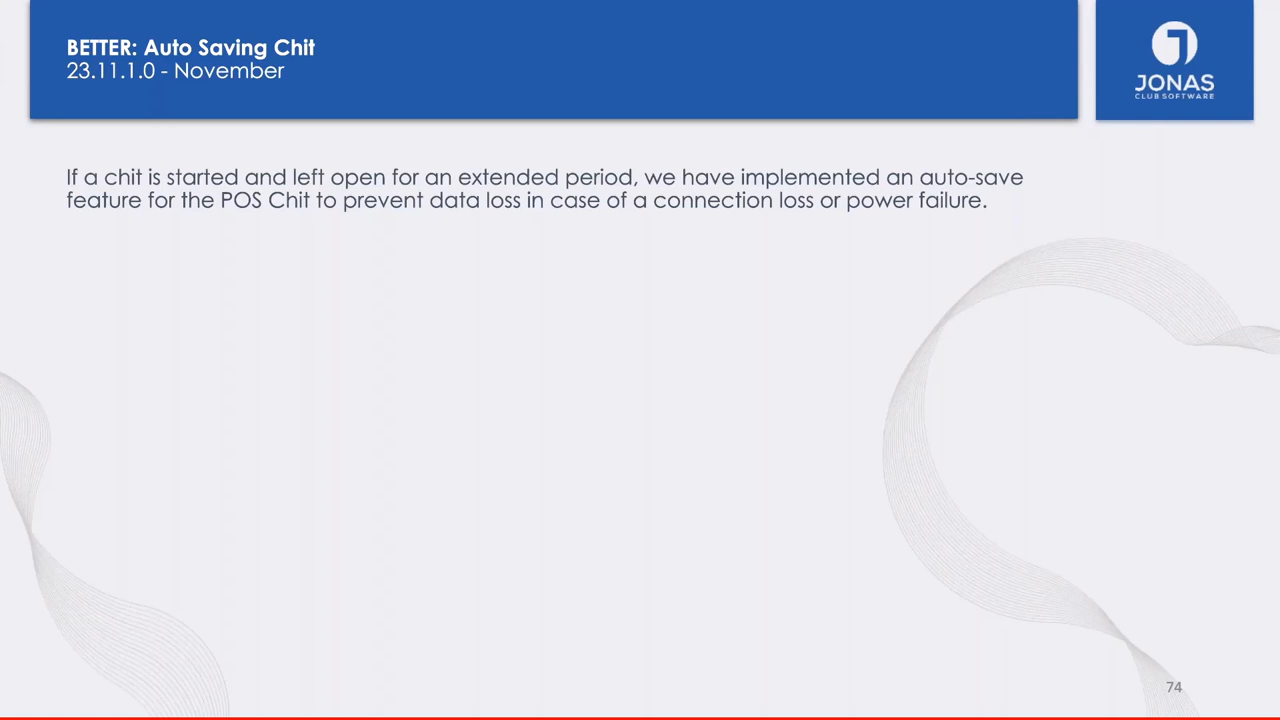 BETTER: Auto Saving Chit
23.11.1.0 - November
JONAS
CLUB SOFTWARE
If a chit is started and left open for an extended period, we have implemented an auto-save
feature for the POS Chit to prevent data loss in case of a connection loss or power failure.
74